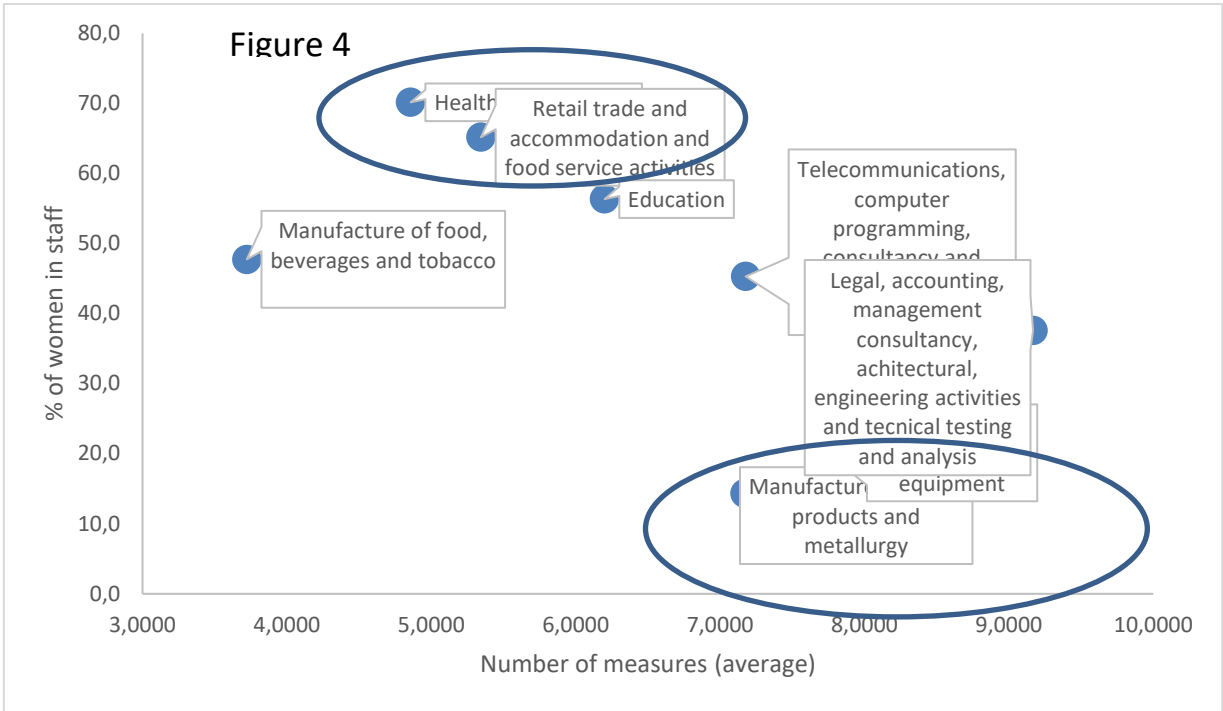 Figure 4
80,0
70,0
60,0
50,0
40,0
30,0
20,0
10,0
0,0
% of women in staff
Health
Retail trade and
accommodation and
food service activities
Education
Manufacture of food,
beverages and tobacco
Telecommunications,
computer
programming,
consultancy and
Legal, accounting,
management
consultancy,
achitectural,
engineering activities
and tecnical testing
and analysis
equipment
Manufacture
products and
metallurgy
3,0000 4,0000 5,0000 6,0000 7,0000 8,0000 9,0000 10,0000
Number of measures (average)